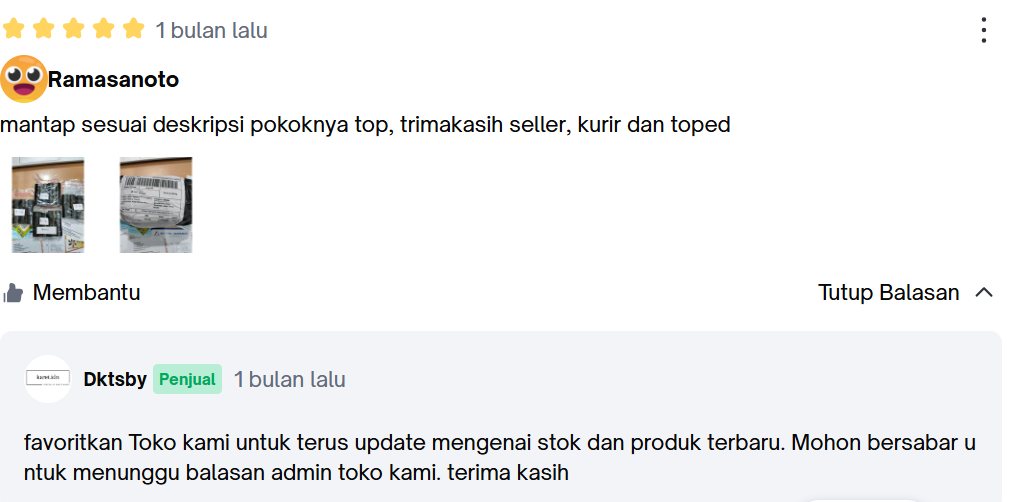 1 bulan lalu
Ramasanoto
mantap sesuai deskripsi pokoknya top, trimakasih seller, kurir dan toped
Membantu
Tutup Balasan
Dktsby Penjual 1 bulan lalu
favoritkan Toko kami untuk terus update mengenai stok dan produk terbaru. Mohon bersabar u
ntuk menunggu balasan admin toko kami. terima kasih